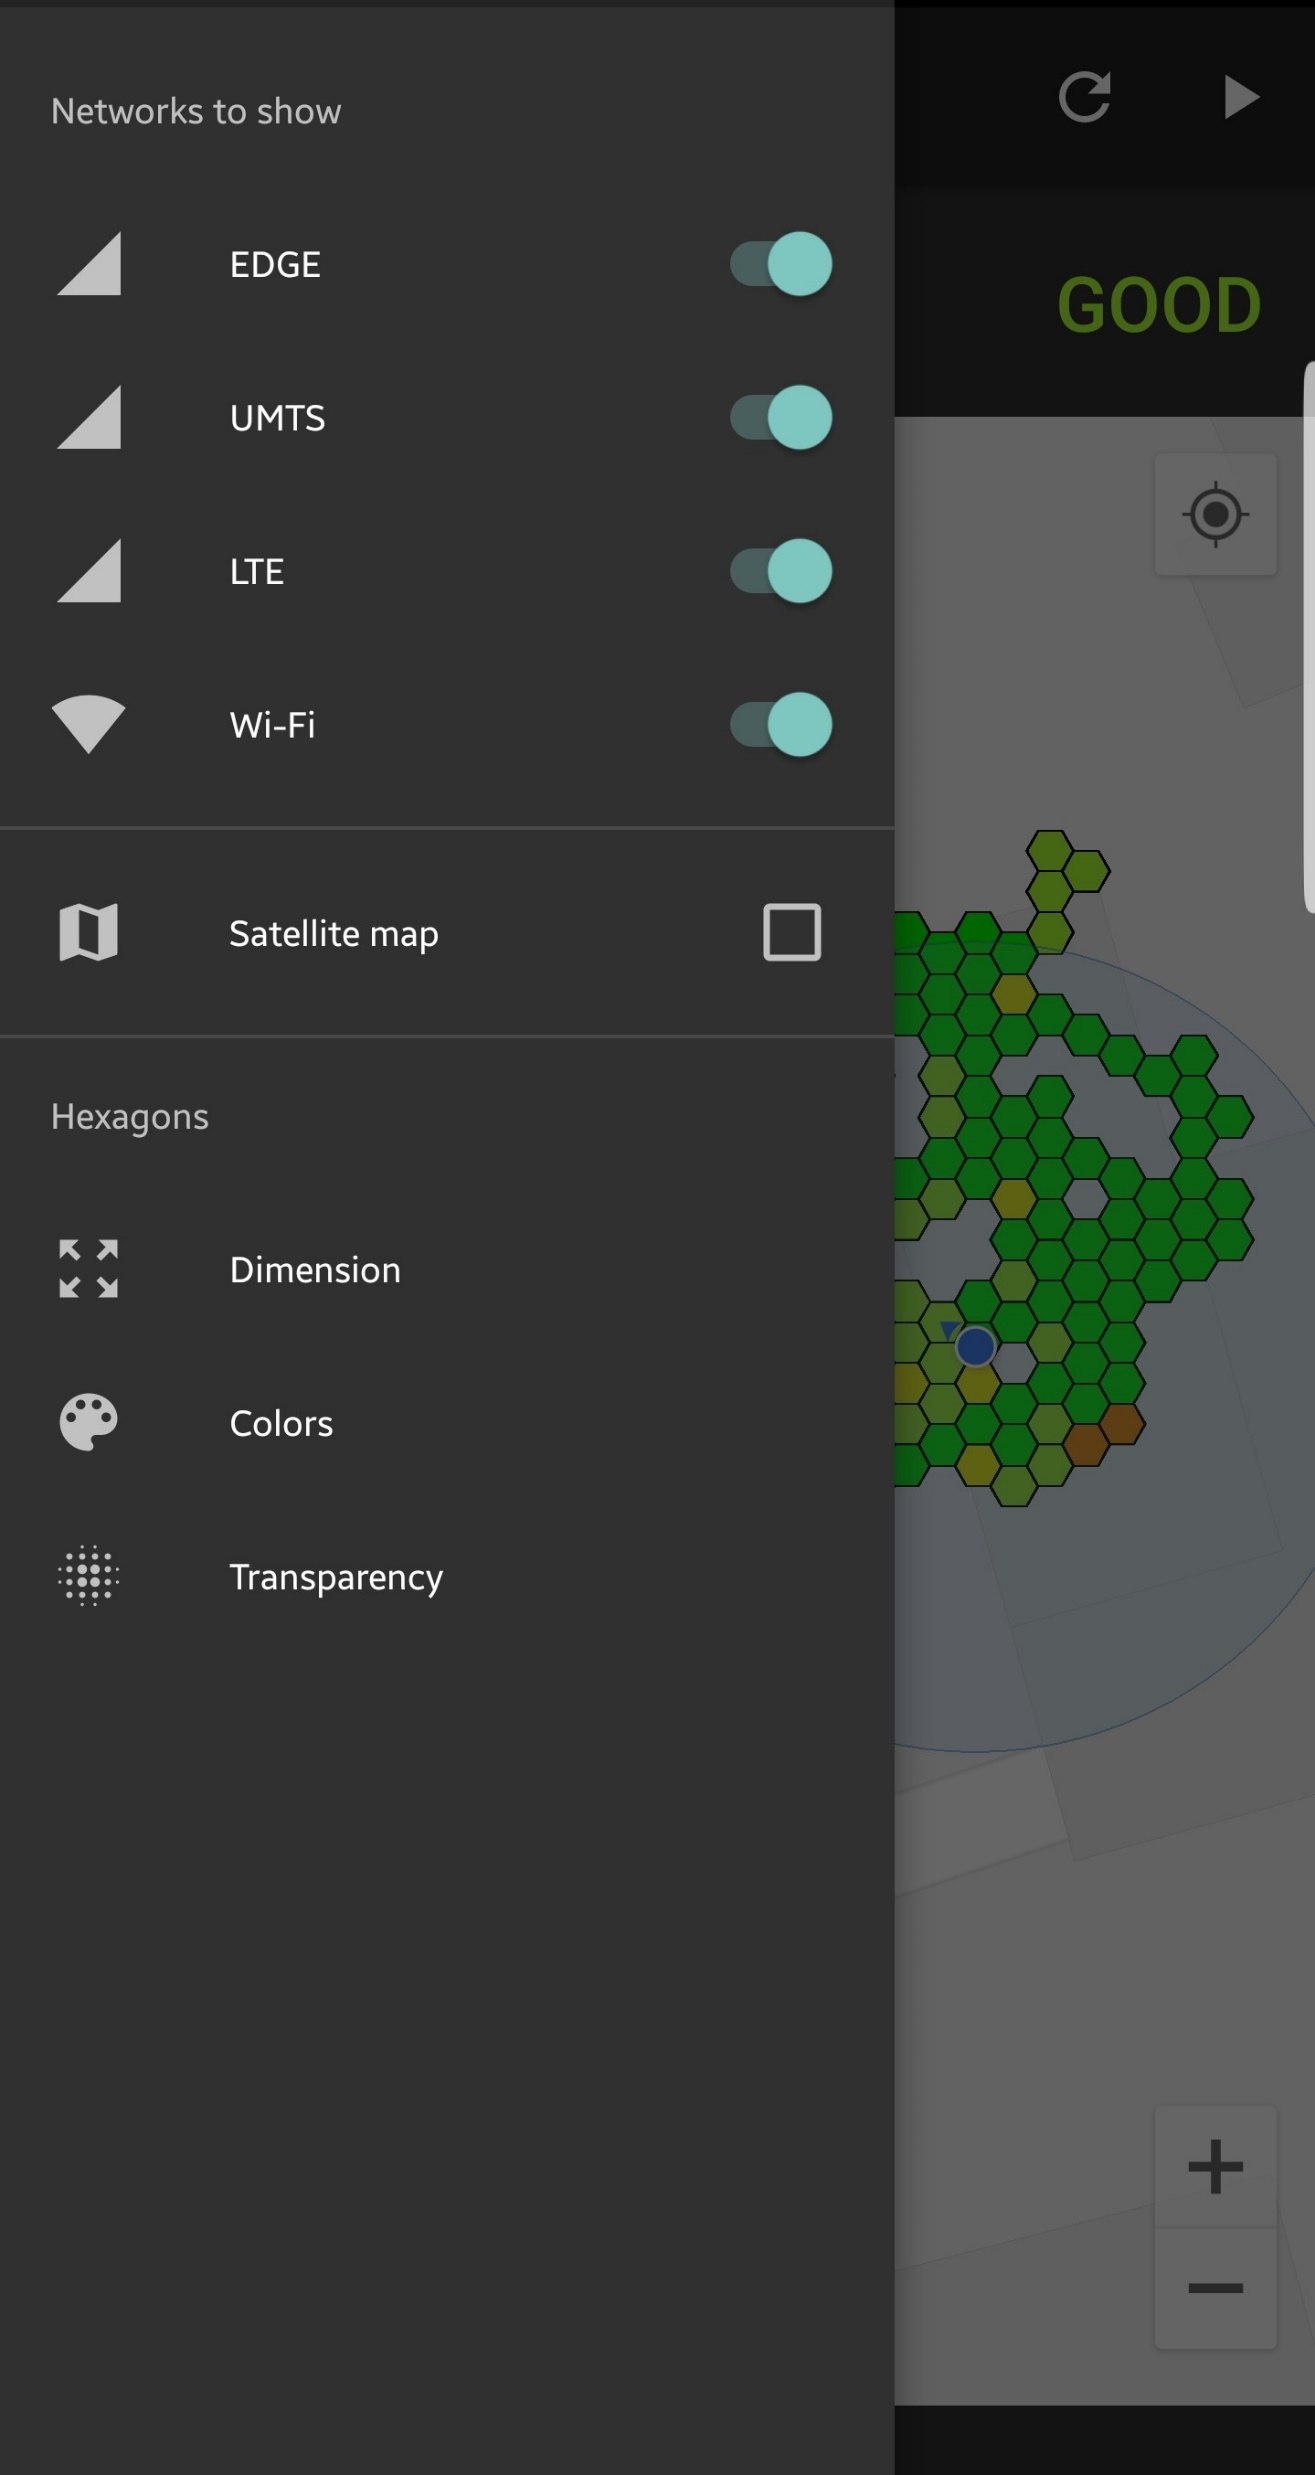 Networks to show
GOOD
EDGE
UMTS
LTE
Wi-Fi
Satellite map
Hexagons
Dimension
Colors
Transparency